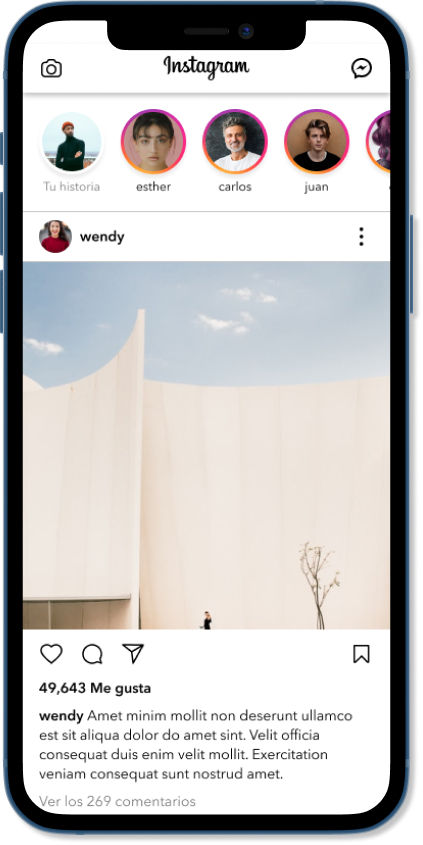 Instagram
Tu historia
esther
carlos
juan
wendy
49,643 Me gusta
wendy Amet minim mollit non deserunt ullamco
est sit aliqua dolor do amet sint. Velit officia
consequat duis enim velit mollit. Exercitation
veniam consequat sunt nostrud amet.
Ver los 269 comentarios